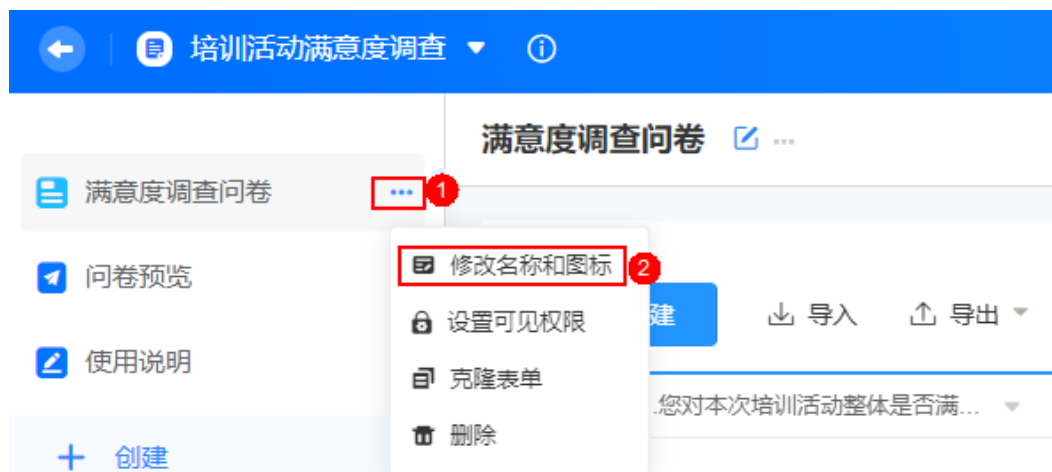 培训活动满意度调查
满意度调查问卷
满意度调查问卷
1
修改名称和图标
2
问卷预览
建
导入
导出
设置可见权限
使用说明
克隆表单
.您对本次培训活动整体是否满...
删除
创建